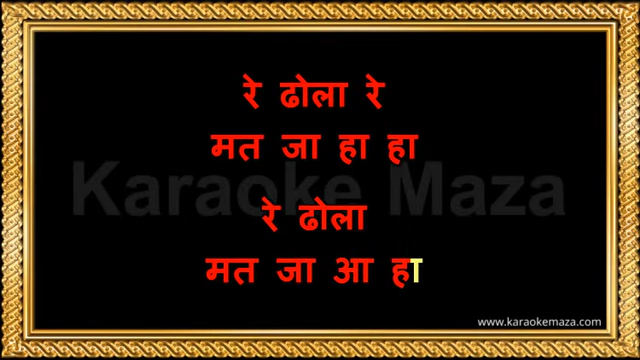 रे ढोला रे
मत जा हा हा
Karaoke Maza
रे ढोला
मत जा आ हा
www.karaokemaza.com